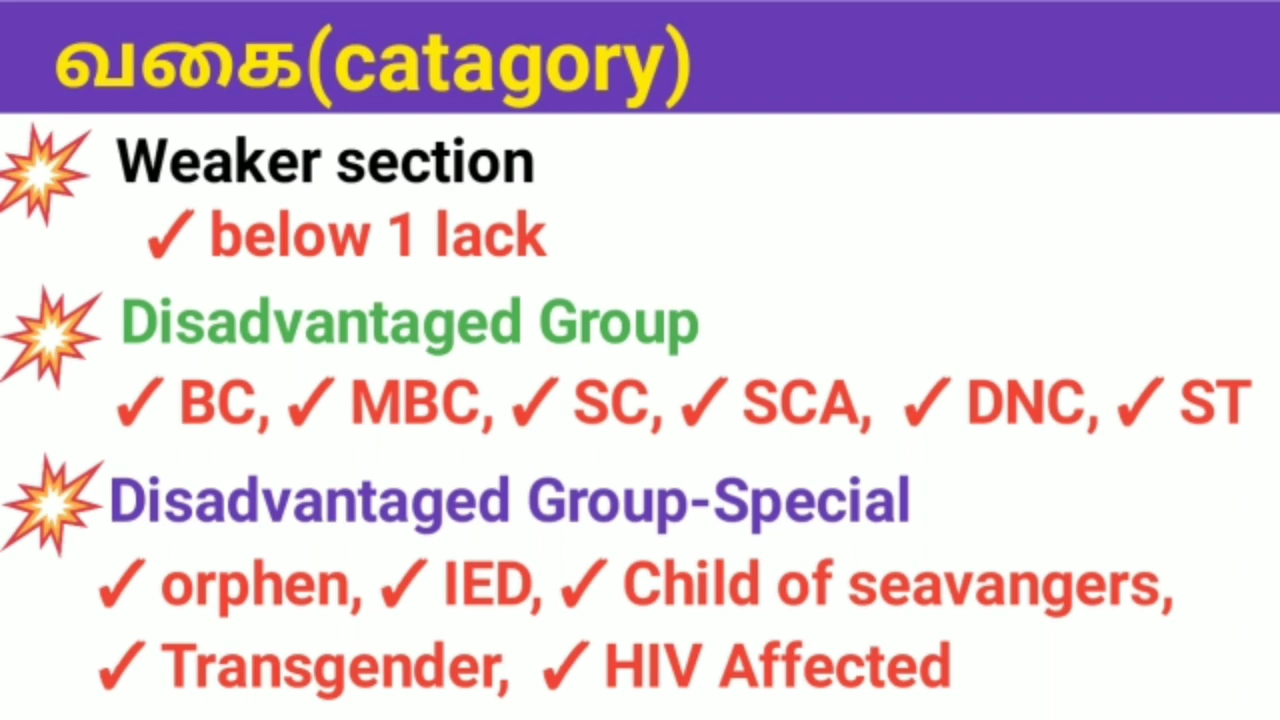 வகை(catagory)
Weaker section
✓ below 1 lack
Disadvantaged Group
✓ BC, ✓ MBC, ✓ SC, ✓ SCA, ✓ DNC, ✓ ST
Disadvantaged Group-Special
✓ orphen, ✓ IED, ✓ Child of seavangers,
✓ Transgender, ✓ HIV Affected